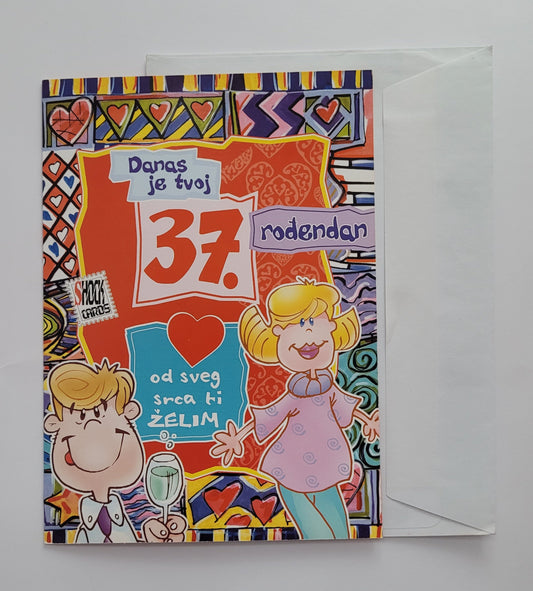 Danas
je tvoj
37.
rođendan
SHOCK
CARDS
od sveg
srca ti
ŽELIM